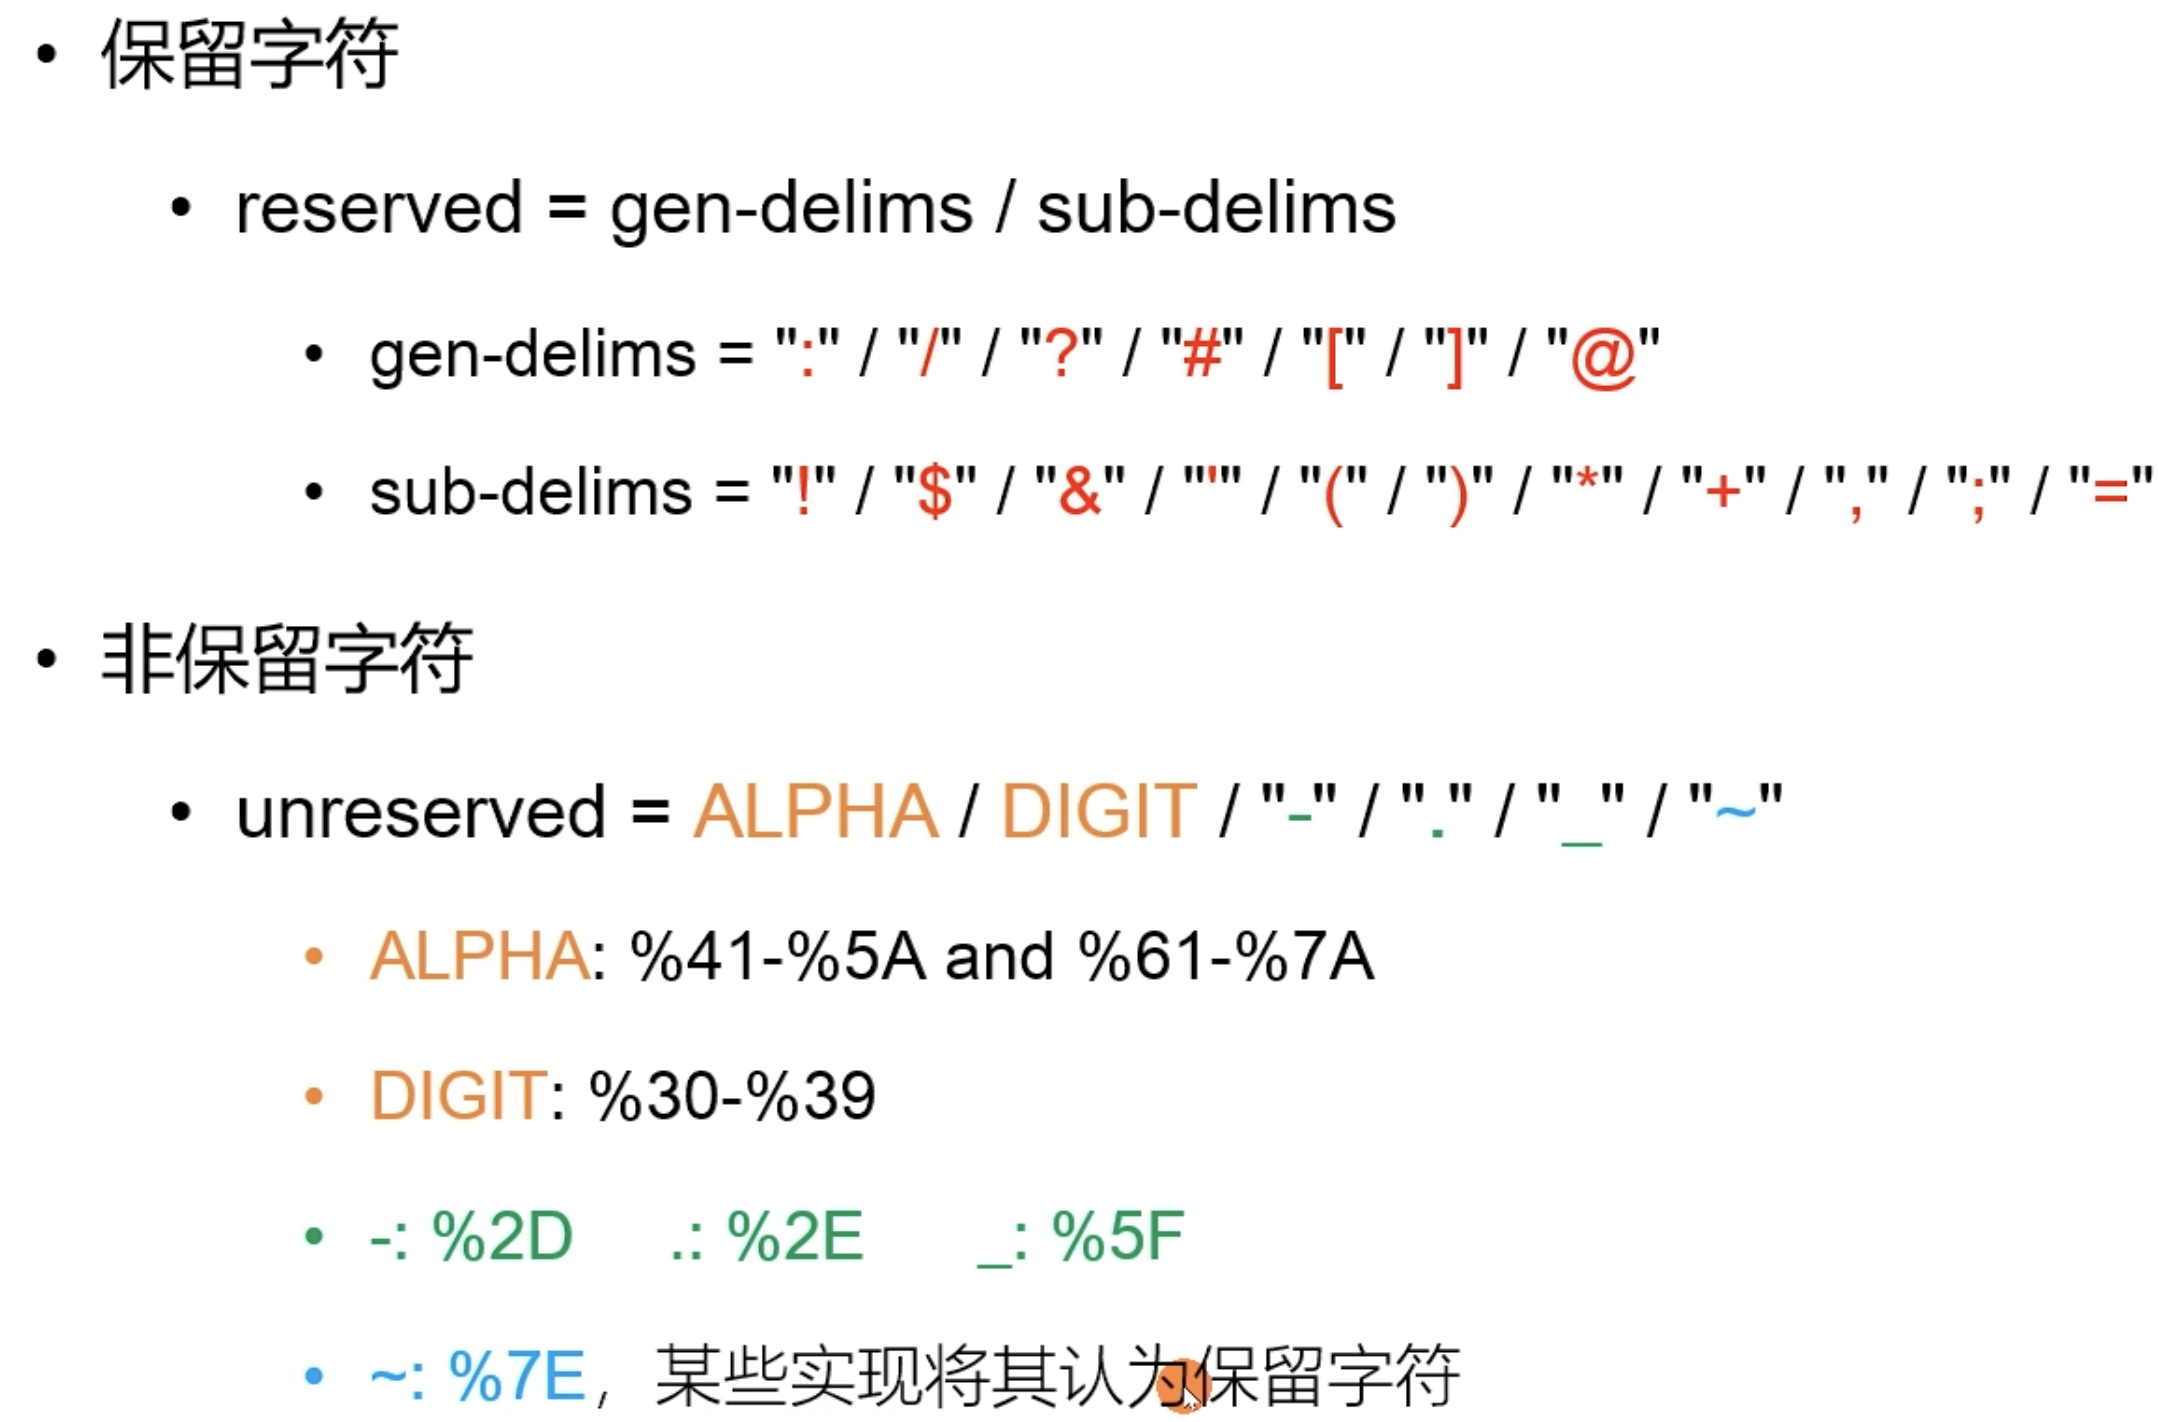 • 保留字符
• reserved = gen-delims / sub-delims
• gen-delims = ":" / "/" / "?" / "#" / "[" / "]" / "@"
• sub-delims = "!" / "$" / "&" / "'" / "(" / ")" / "*" / "+" / "," / ";" / "="
• 非保留字符
• unreserved = ALPHA / DIGIT / "-" / "." / "_" / "~"
• ALPHA: %41-%5A and %61-%7A
• DIGIT: %30-%39
• -: %2D .: %2E _: %5F
• ~: %7E，某些实现将其认为保留字符